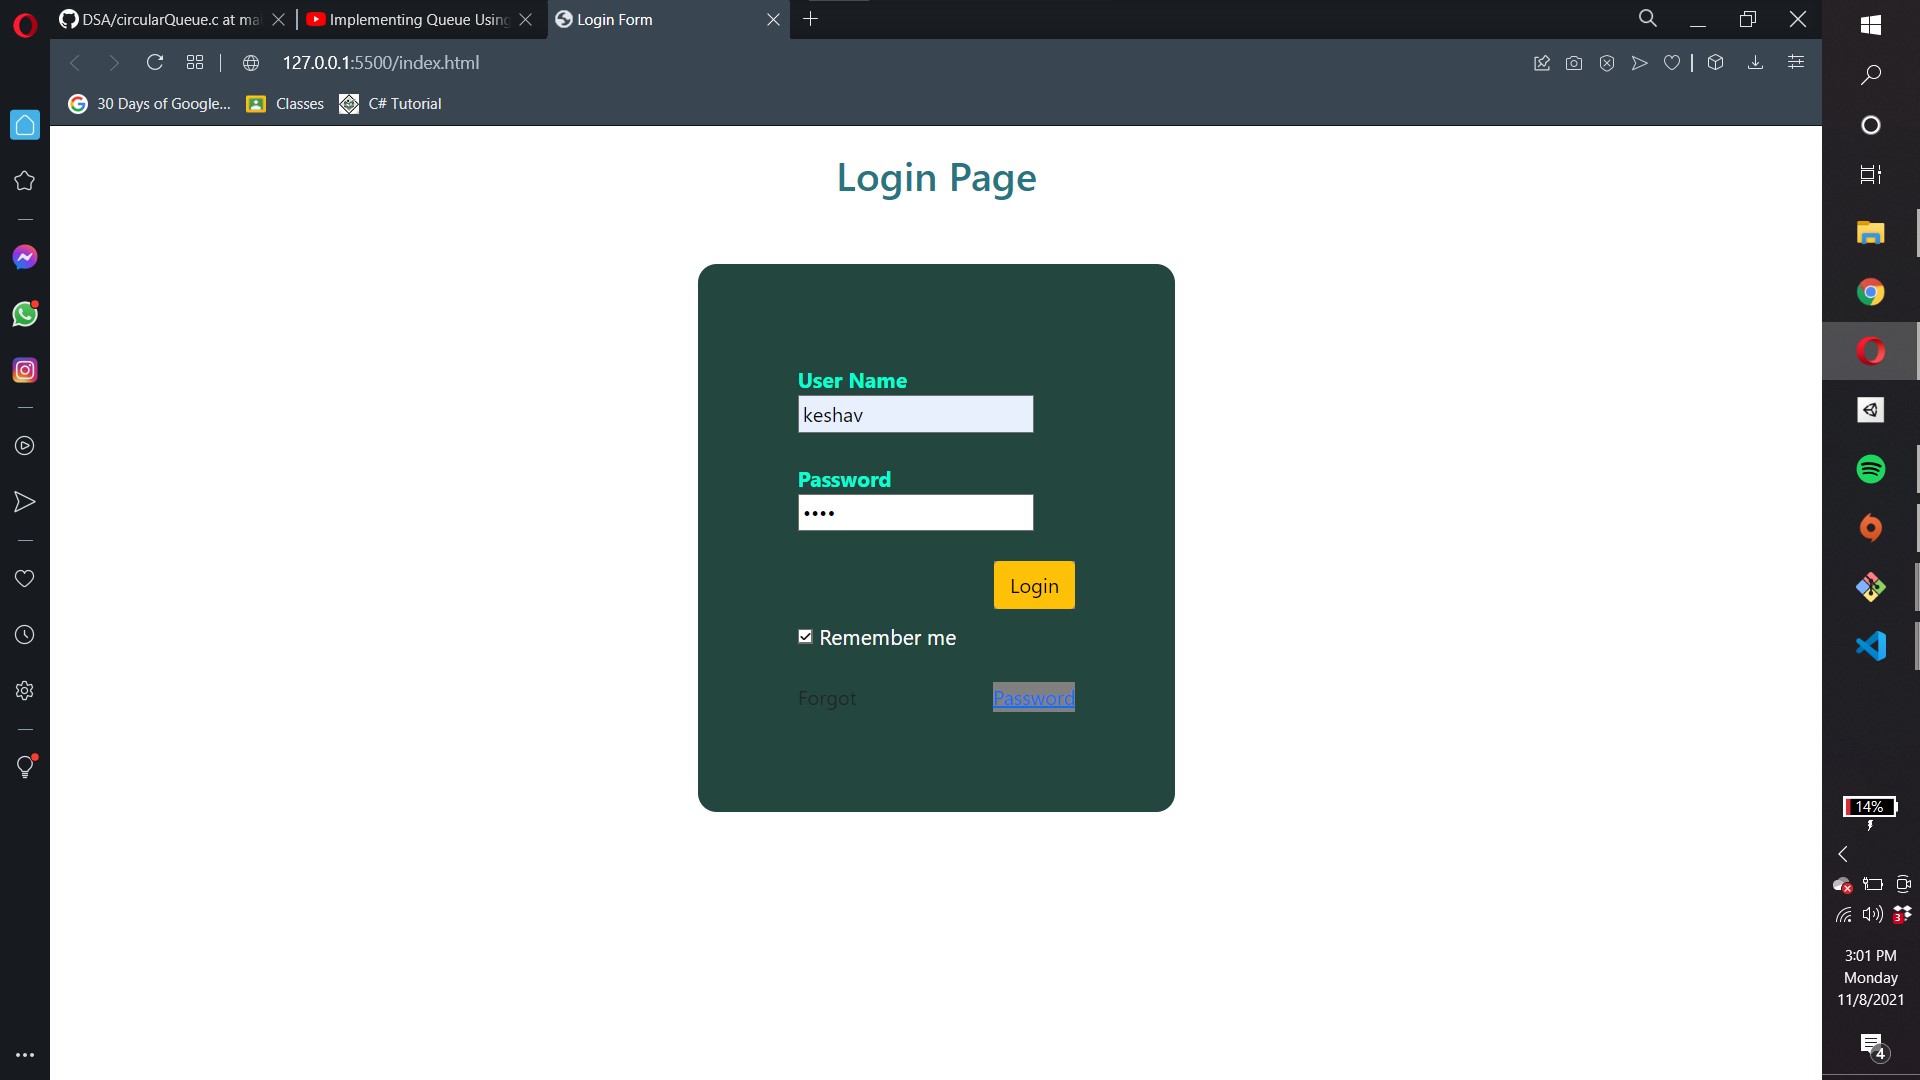 DSA/circularQueue.c at ma
Implementing Queue Using
Login Form
127.0.0.1:5500/index.html
30 Days of Google...
Classes
C# Tutorial
Login Page
User Name
keshav
Password
••••
Login
Remember me
Forgot
Password
14%
3
3:01 PM
Monday
11/8/2021
4